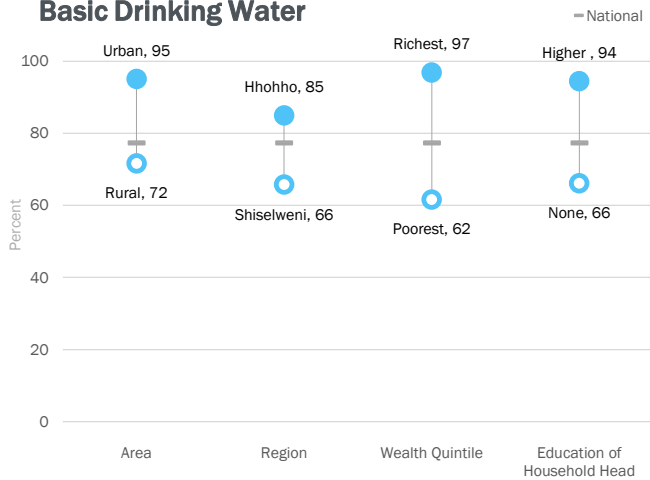 Basic Drinking Water
National
100
80
60
40
20
0
Percent
Urban, 95
Rural, 72
Hhohho, 85
Shiselweni, 66
Richest, 97
Poorest, 62
Higher , 94
None, 66
Area
Region
Wealth Quintile
Education of
Household Head